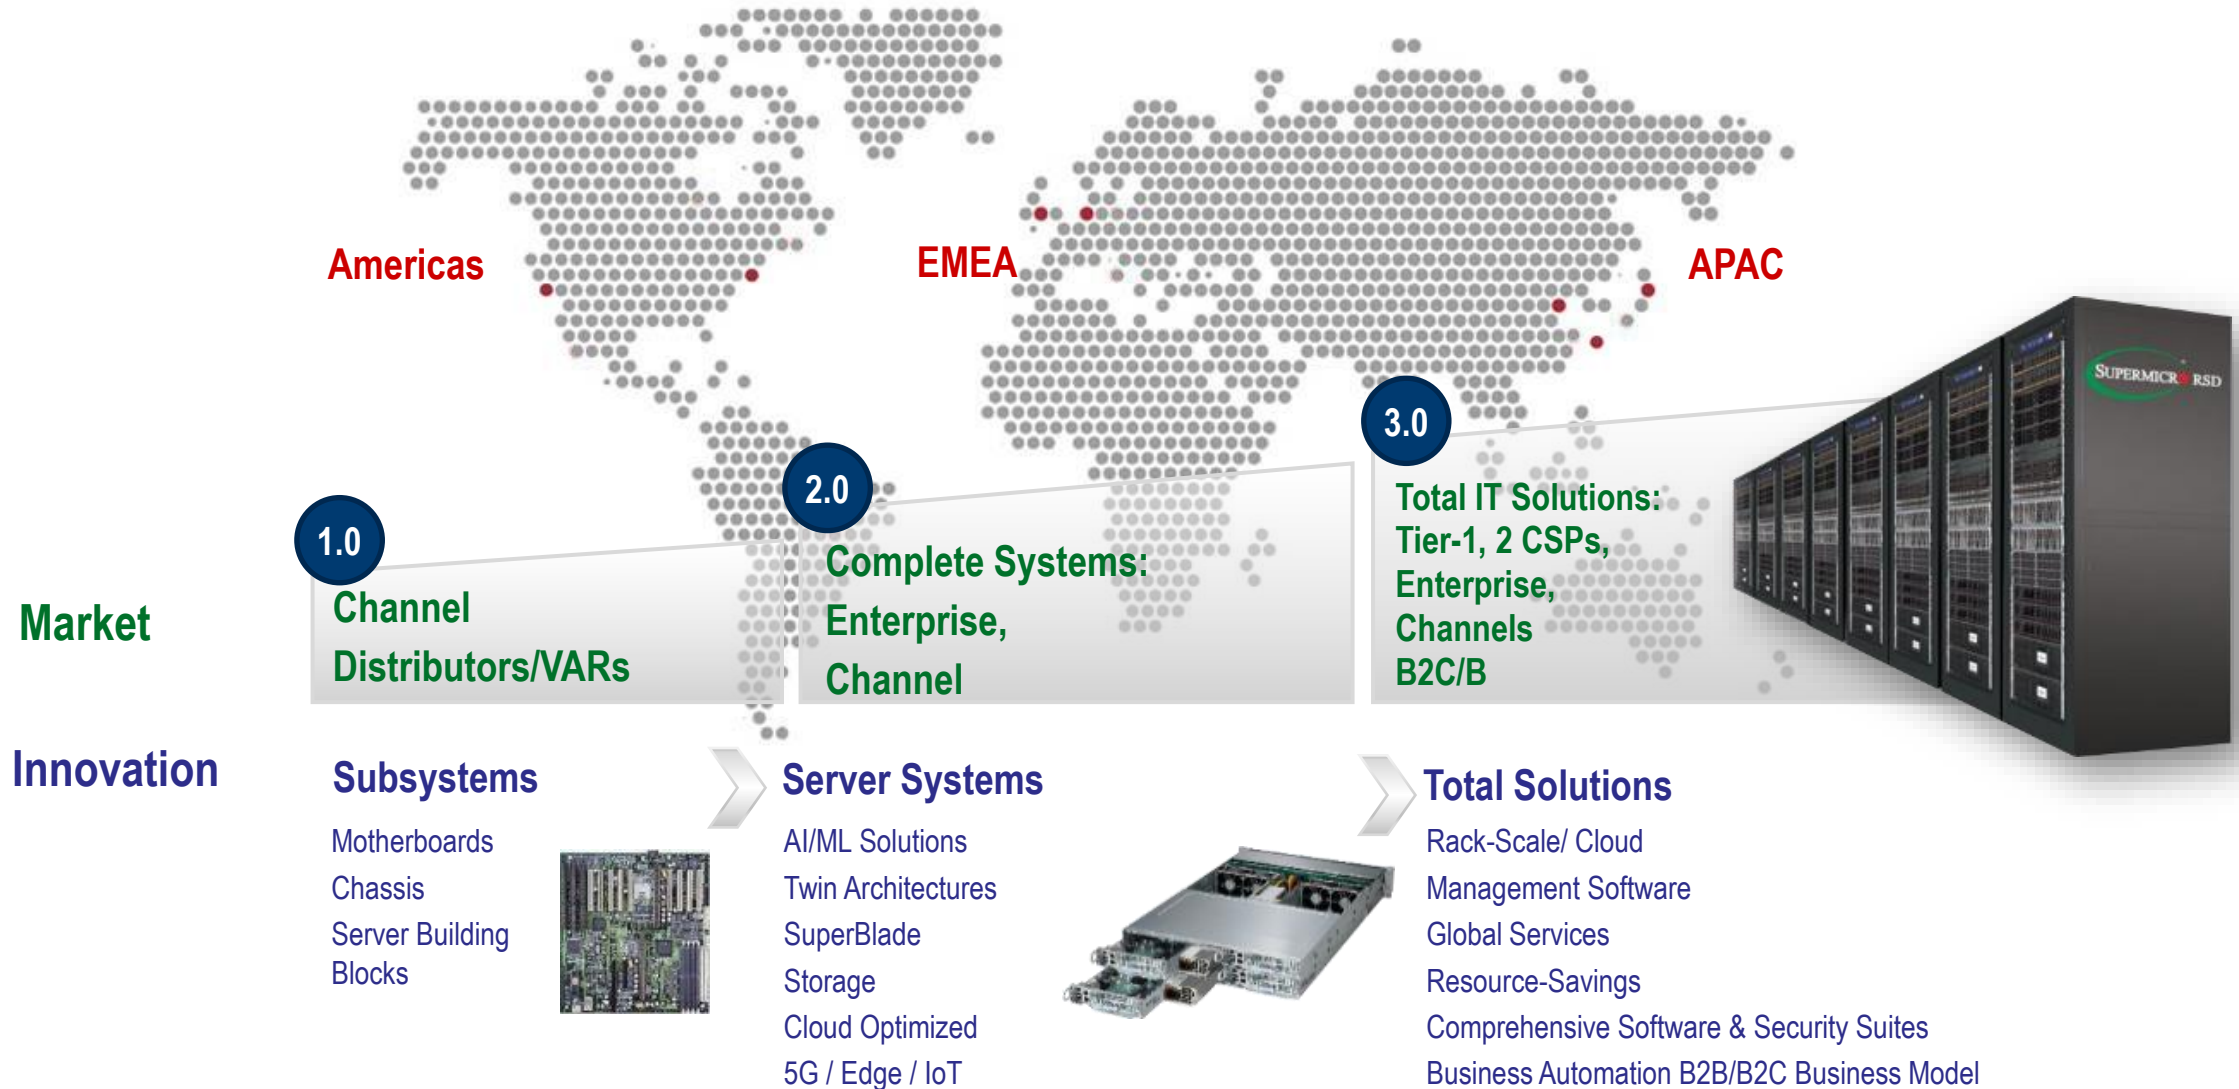 Americas
EMEA
APAC
SUPERMICRO RSD
1.0
2.0
3.0
Market
Channel
Distributors/VARs
Complete Systems:
Enterprise,
Channel
Total IT Solutions:
Tier-1, 2 CSPs,
Enterprise,
Channels
B2C/B
Innovation
Subsystems
Motherboards
Chassis
Server Building
Blocks
Server Systems
AI/ML Solutions
Twin Architectures
SuperBlade
Storage
Cloud Optimized
5G / Edge / IoT
Total Solutions
Rack-Scale/ Cloud
Management Software
Global Services
Resource-Savings
Comprehensive Software & Security Suites
Business Automation B2B/B2C Business Model